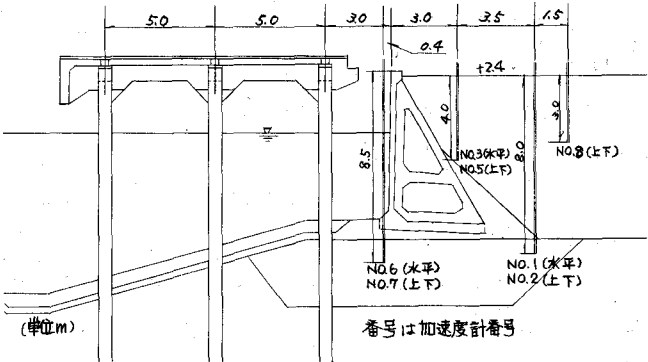 5.0 5.0 3.0 3.0 3.5 1.5
0.4
+2.4
4.0
3.0
8.5
8.0
NO.3(水平)
NO.5(上下)
NO.8(上下)
NO.6(水平)
NO.7(上下)
NO.1(水平)
NO.2(上下)
(単位m)
番号は加速度計番号